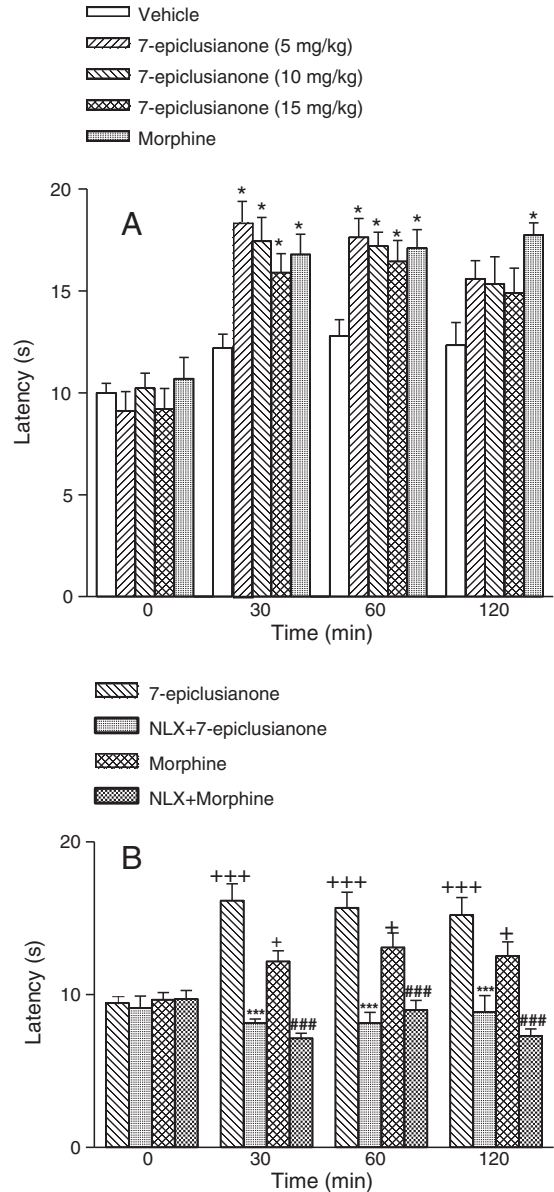 Vehicle
7-epiclusianone (5 mg/kg)
7-epiclusianone (10 mg/kg)
7-epiclusianone (15 mg/kg)
Morphine
20
A
* * * *
* * * *
*
15
10
5
0
Latency (s)
0 30 60 120
Time (min)
7-epiclusianone
NLX+7-epiclusianone
Morphine
NLX+Morphine
20
B
+++ *** + ###
+++ *** + ###
+++ *** + ###
10
0
Latency (s)
0 30 60 120
Time (min)